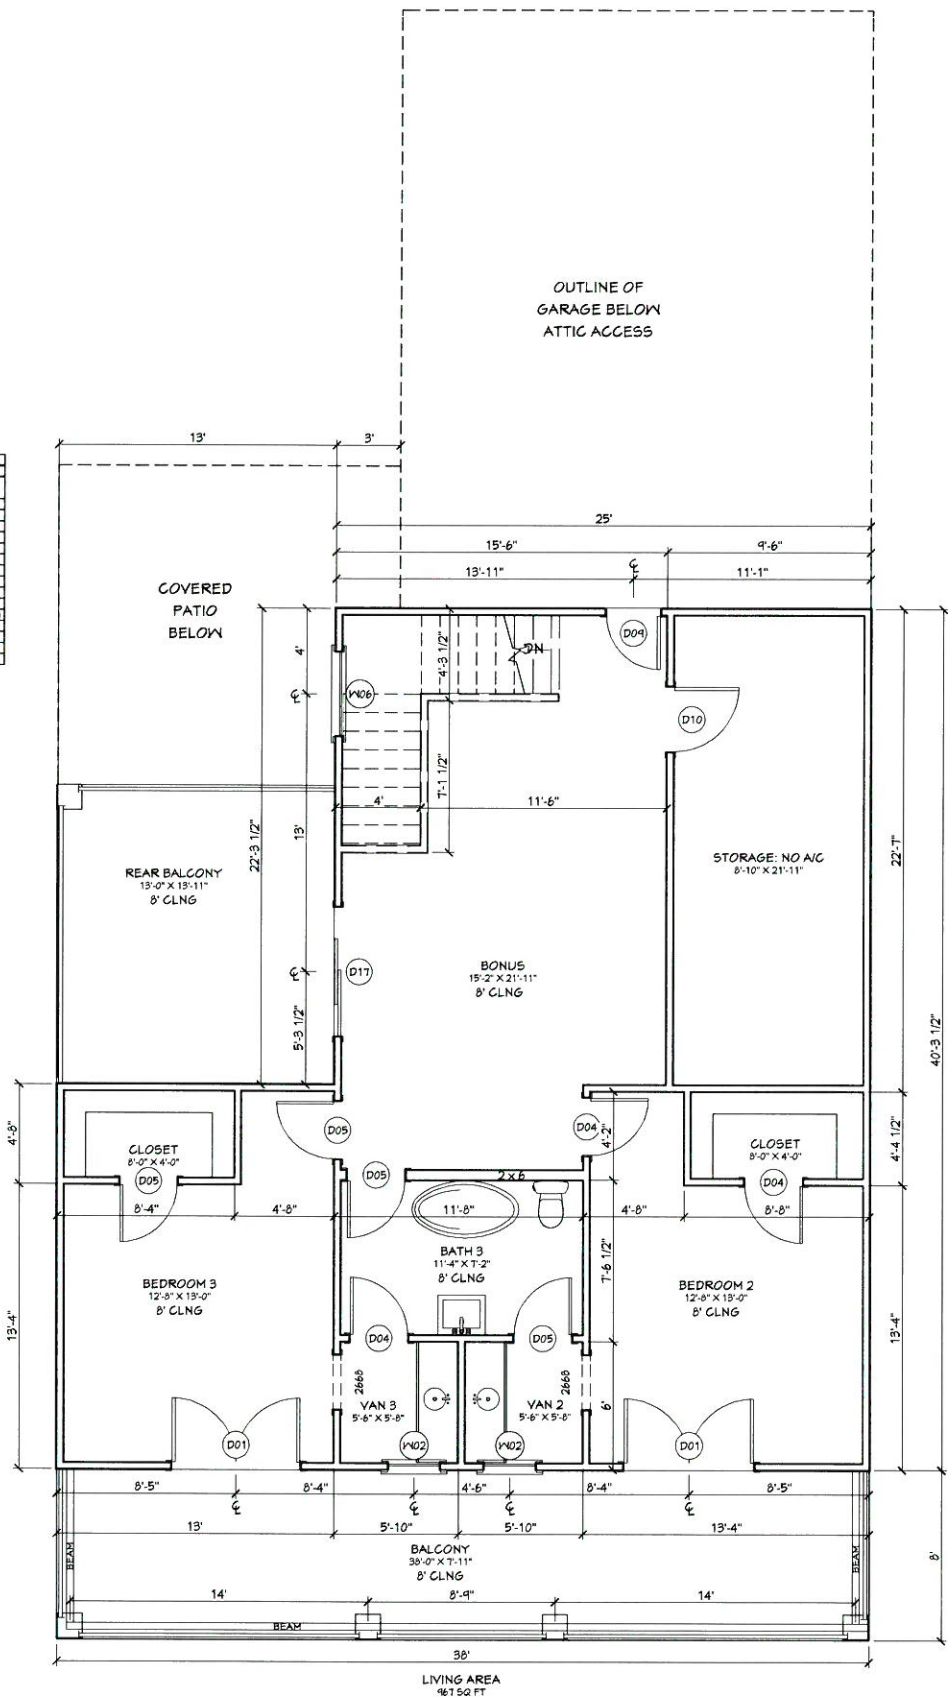 OUTLINE OF
GARAGE BELOW
ATTIC ACCESS
13'
3'
25'
15'-6"
9'-6"
13'-11"
11'-1"
COVERED
PATIO
BELOW
4'
4'-3 1/2"
DN
D09
W06
D10
7'-1 1/2"
4'
11'-6"
22'-3 1/2"
13'
22'-7"
REAR BALCONY
13'-0" X 13'-11"
8' CLNG
STORAGE: NO A/C
8'-10" X 21'-11"
D17
BONUS
15'-2" X 21'-11"
8' CLNG
5'-3 1/2"
40'-3 1/2"
4'-8"
CLOSET
8'-0" X 4'-0"
D05
D05
D05
D04
4'-2"
CLOSET
8'-0" X 4'-0"
D04
4'-4 1/2"
2 x 6
8'-4"
4'-8"
11'-8"
4'-8"
8'-8"
BATH 3
11'-4" X 7'-2"
8' CLNG
7'-6 1/2"
BEDROOM 3
12'-8" X 13'-0"
8' CLNG
BEDROOM 2
12'-8" X 13'-0"
8' CLNG
13'-4"
13'-4"
D04
D05
2668
2668
VAN 3
5'-6" X 5'-8"
VAN 2
5'-6" X 5'-8"
6'
D01
W02
W02
D01
8'-5"
8'-4"
4'-6"
8'-4"
8'-5"
13'
5'-10"
5'-10"
13'-4"
BALCONY
38'-0" X 7'-11"
8' CLNG
BEAM
BEAM
8'
14'
8'-9"
14'
BEAM
38'
LIVING AREA
967 SQ FT